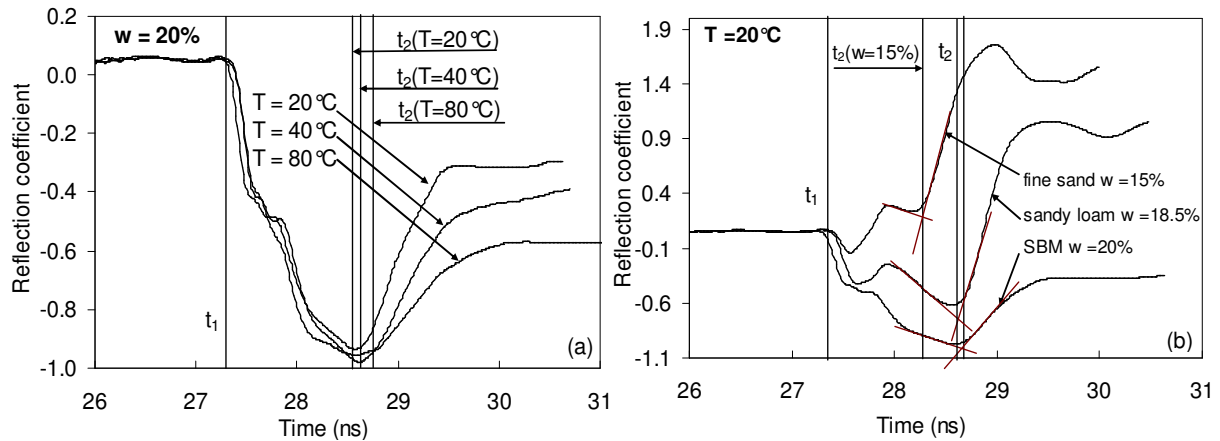 w = 20%
t2(T=20°C)
t2(T=40°C)
t2(T=80°C)
T = 20°C
T = 40°C
T = 80°C
t1
(a)
Reflection coefficient
0.0
-0.2
-0.4
-0.6
-0.8
-1.0
26 27 28 29 30 31
Time (ns)
T =20°C
t2(w=15%)
t2
t1
fine sand w =15%
sandy loam w =18.5%
SBM w =20%
(b)
Reflection coefficient
1.9
1.4
0.9
0.4
-0.1
-0.6
-1.1
26 27 28 29 30 31
Time (ns)